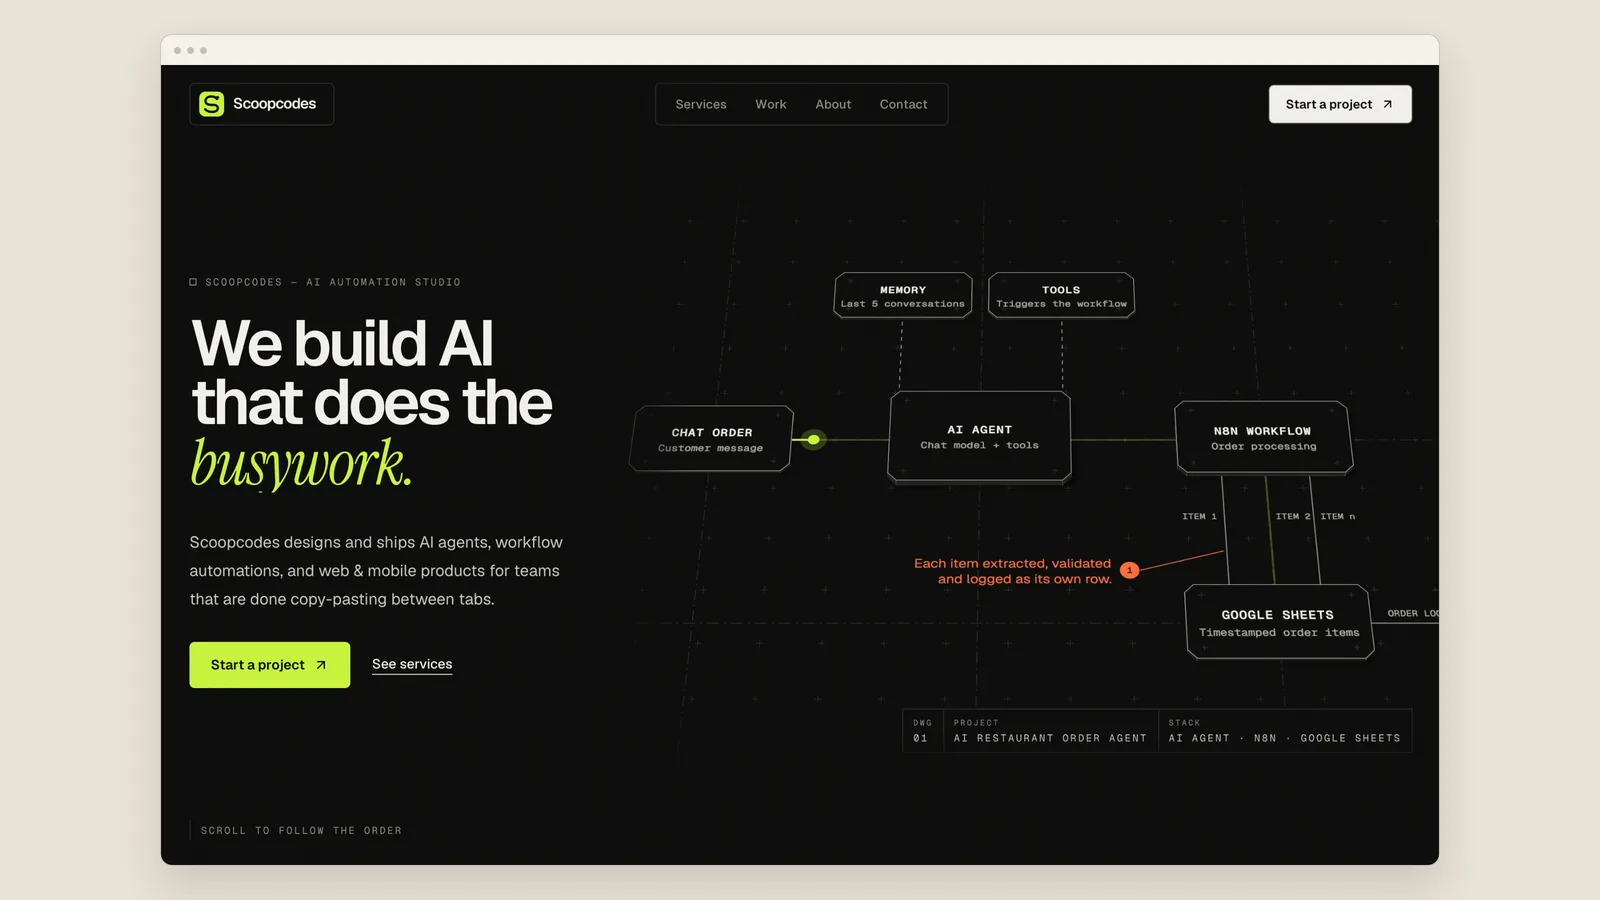 Scoopcodes
Services Work About Contact
Start a project
SCOOPCODES — AI AUTOMATION STUDIO
We build AI
that does the
busywork.
Scoopcodes designs and ships AI agents, workflow
automations, and web & mobile products for teams
that are done copy-pasting between tabs.
Start a project
See services
MEMORY
Last 5 conversations
TOOLS
Triggers the workflow
CHAT ORDER
Customer message
AI AGENT
Chat model + tools
N8N WORKFLOW
Order processing
ITEM 1
ITEM 2
ITEM n
Each item extracted, validated
and logged as its own row.
1
GOOGLE SHEETS
Timestamped order items
ORDER
DWG
01
PROJECT
AI RESTAURANT ORDER AGENT
STACK
AI AGENT · N8N · GOOGLE SHEETS
SCROLL TO FOLLOW THE ORDER